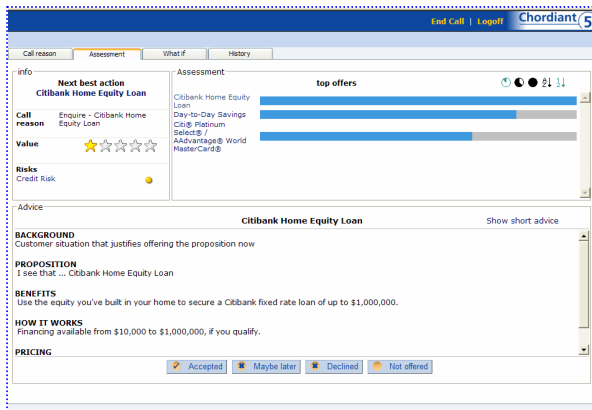 End Call | Logoff
Chordiant 5
Call reason
Assessment
What if
History
info
Next best action
Citibank Home Equity Loan
Call reason
Enquire - Citibank Home Equity Loan
Value
Risks
Credit Risk
Assessment
top offers
Citibank Home Equity
Loan
Day-to-Day Savings
Citi® Platinum
Select® /
AAdvantage® World
MasterCard®
Advice
Citibank Home Equity Loan
Show short advice
BACKGROUND
Customer situation that justifies offering the proposition now
PROPOSITION
I see that ... Citibank Home Equity Loan
BENEFITS
Use the equity you've built in your home to secure a Citibank fixed rate loan of up to $1,000,000.
HOW IT WORKS
Financing available from $10,000 to $1,000,000, if you qualify.
PRICING
Accepted
Maybe later
Declined
Not offered